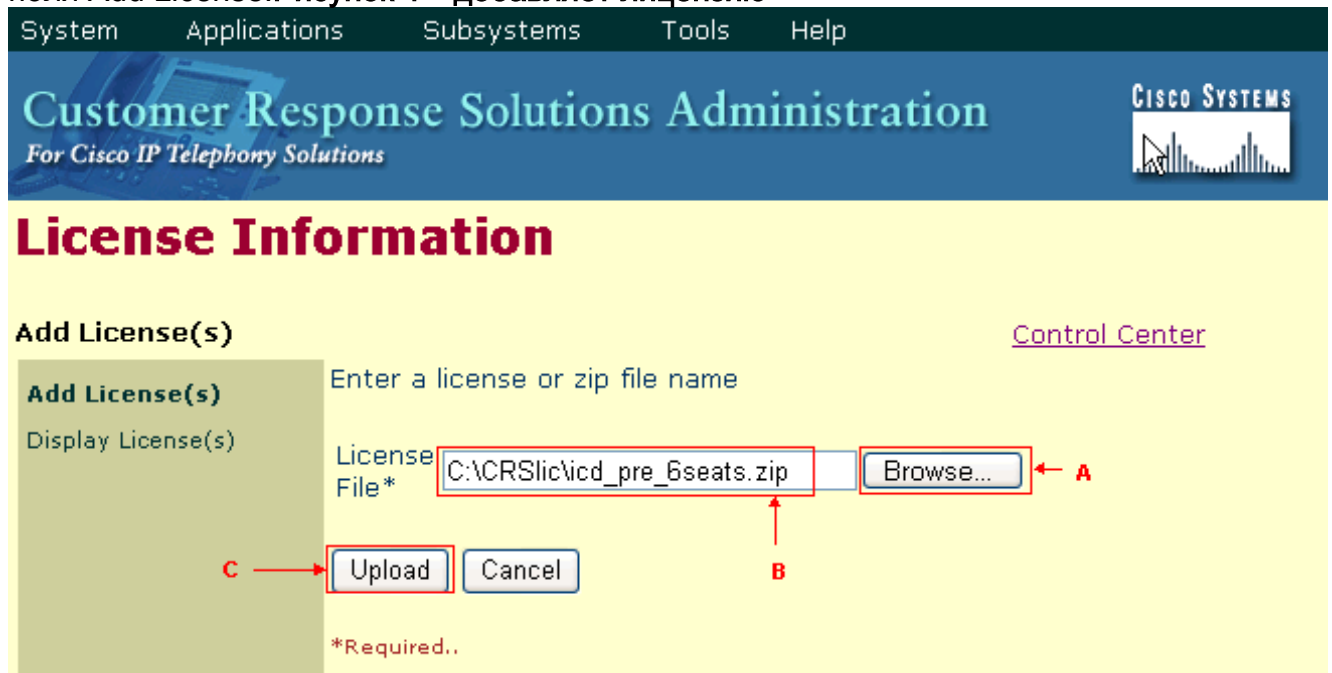 System Applications Subsystems Tools Help
Customer Response Solutions Administration
For Cisco IP Telephony Solutions
CISCO SYSTEMS
License Information
Add License(s)
Control Center
Add License(s)
Display License(s)
Enter a license or zip file name
License
File*
C:\CRSlic\icd_pre_6seats.zip
Browse...
A
C
Upload
Cancel
B
*Required..